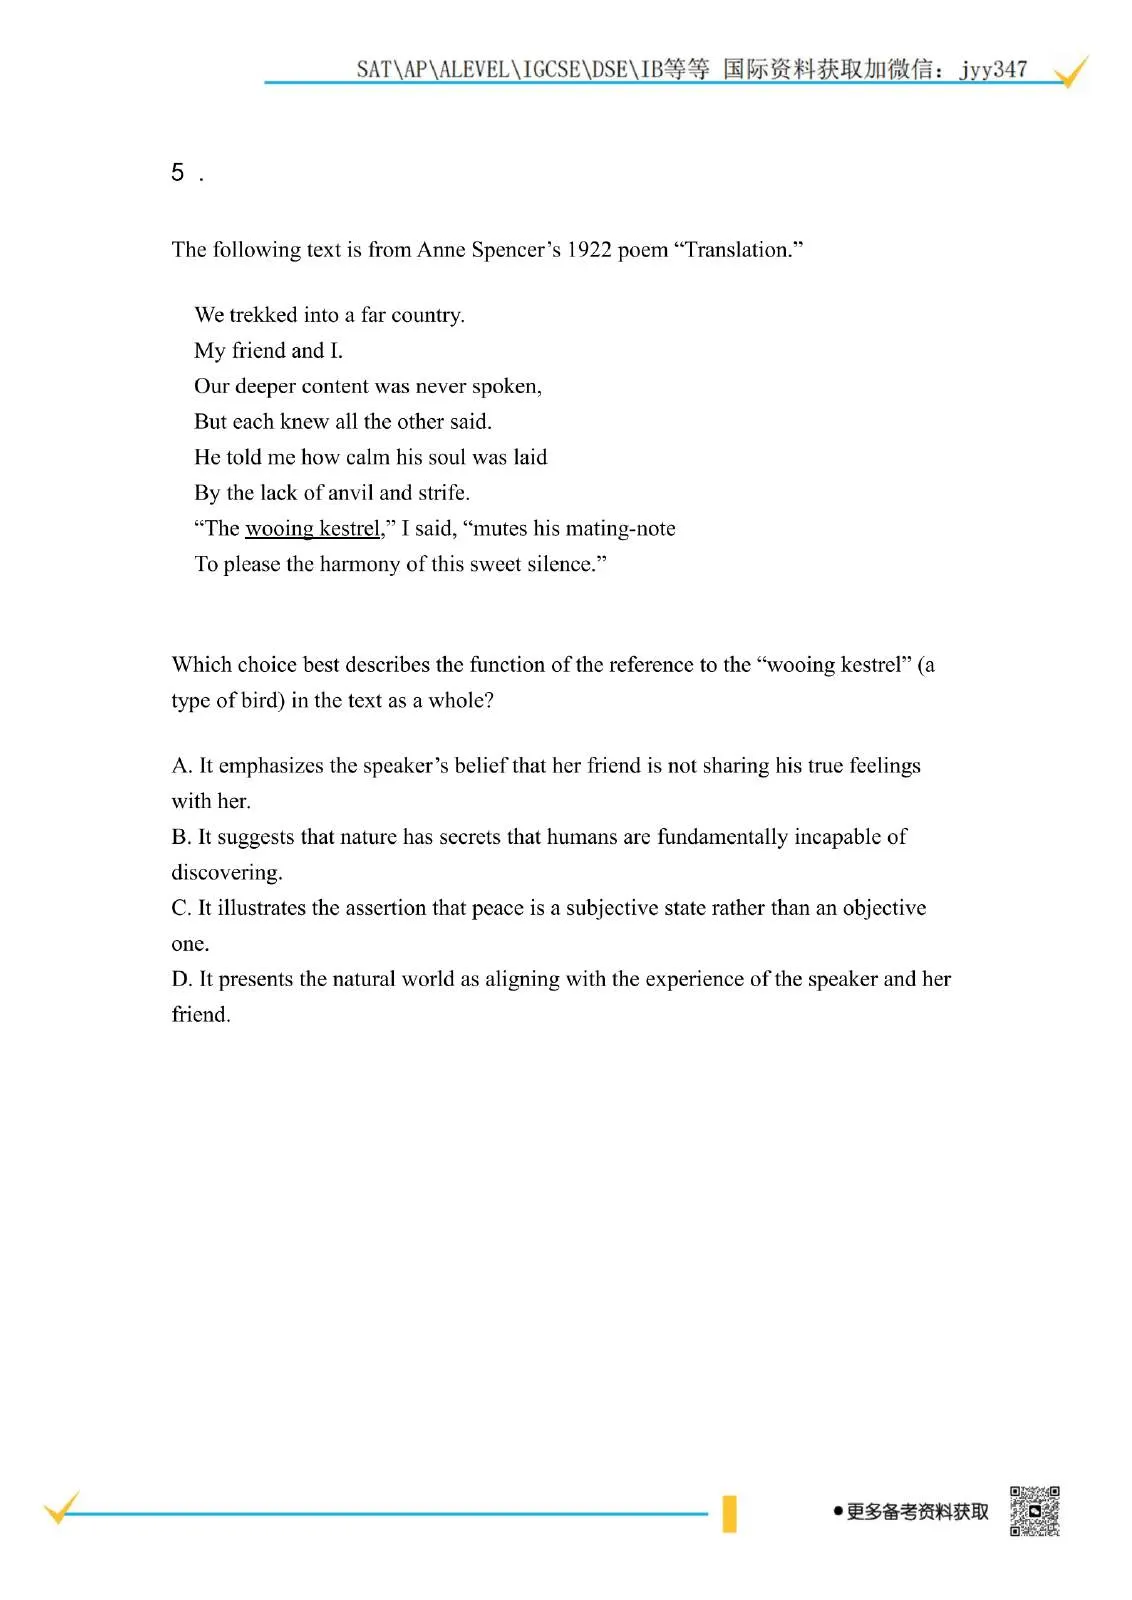 SAT\AP\ALEVEL\IGCSE\DSE\IB等等 国际资料获取加微信：jyy347
5 .
The following text is from Anne Spencer’s 1922 poem “Translation.”
We trekked into a far country.
My friend and I.
Our deeper content was never spoken,
But each knew all the other said.
He told me how calm his soul was laid
By the lack of anvil and strife.
“The wooing kestrel,” I said, “mutes his mating-note
To please the harmony of this sweet silence.”
Which choice best describes the function of the reference to the “wooing kestrel” (a
type of bird) in the text as a whole?
A. It emphasizes the speaker’s belief that her friend is not sharing his true feelings
with her.
B. It suggests that nature has secrets that humans are fundamentally incapable of
discovering.
C. It illustrates the assertion that peace is a subjective state rather than an objective
one.
D. It presents the natural world as aligning with the experience of the speaker and her
friend.
●更多备考资料获取